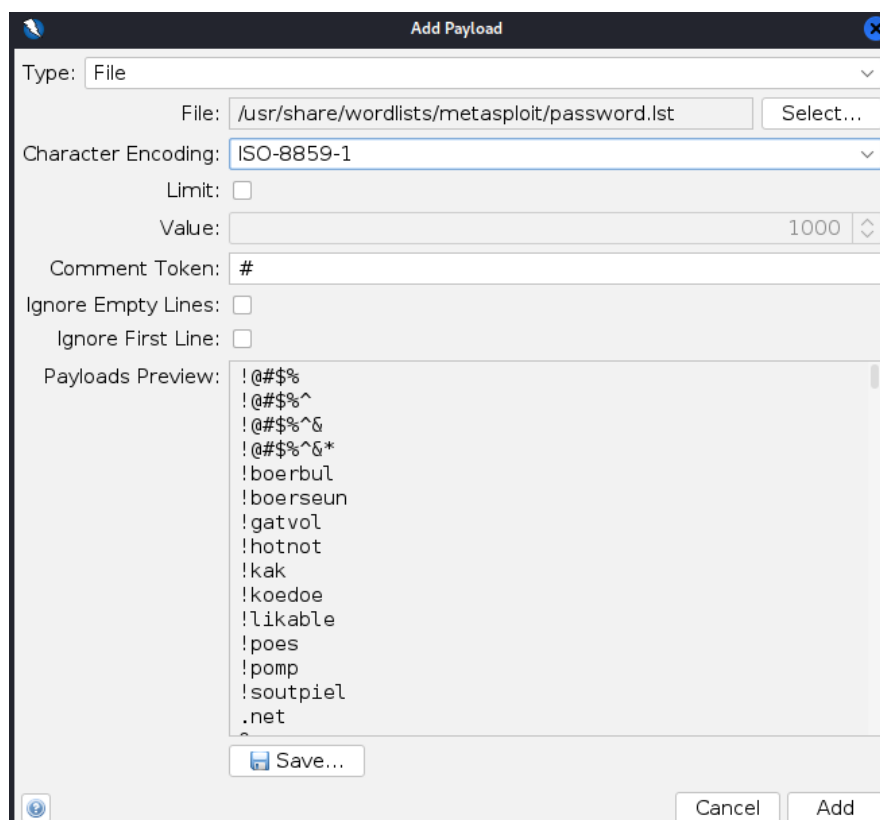 Add Payload
Type: File
File: /usr/share/wordlists/metasploit/password.lst Select...
Character Encoding: ISO-8859-1
Limit:
Value: 1000
Comment Token: #
Ignore Empty Lines:
Ignore First Line:
Payloads Preview: !@#$%
!@#$%^
!@#$%^&
!@#$%^&*
!boerbul
!boerseun
!gatvol
!hotnot
!kak
!koedoe
!likable
!poes
!pomp
!soutpiel
.net
Save...
Cancel Add